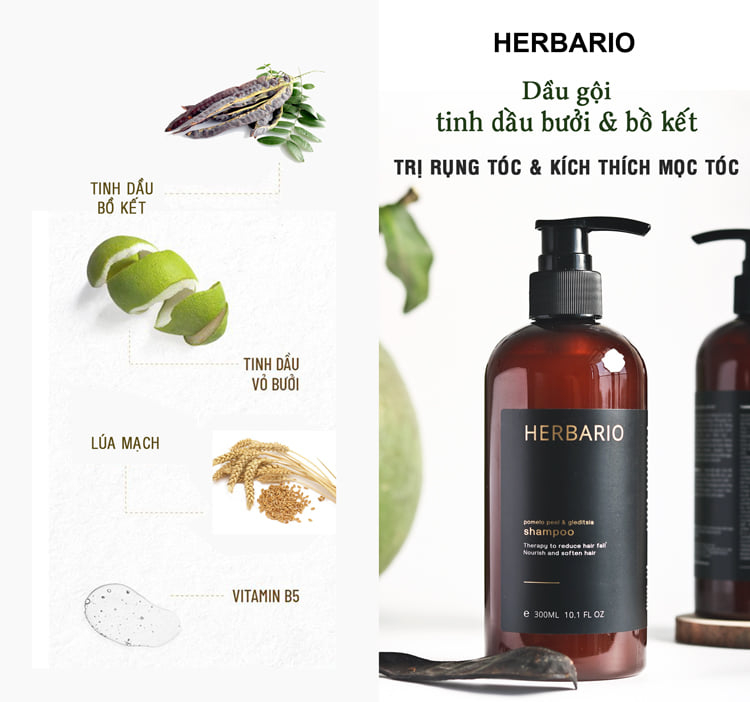 TINH DẦU
BỒ KẾT
TINH DẦU
VỎ BƯỞI
LÚA MẠCH
VITAMIN B5
HERBARIO
Dầu gội
tinh dầu bưởi & bồ kết
TRỊ RỤNG TÓC & KÍCH THÍCH MỌC TÓC
HERBARIO
pomelo peel & gleditsia
shampoo
Therapy to reduce hair fall
Nourish and soften hair
e 300ML 10.1 FL OZ